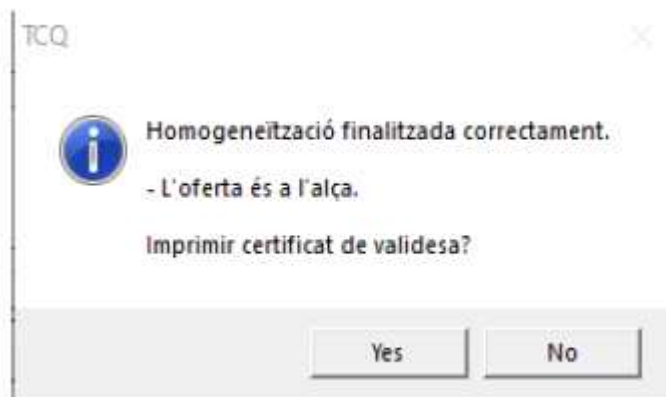 TCQ
Homogeneïtzació finalitzada correctament.
- L'oferta és a l'alça.
Imprimir certificat de validesa?
Yes
No